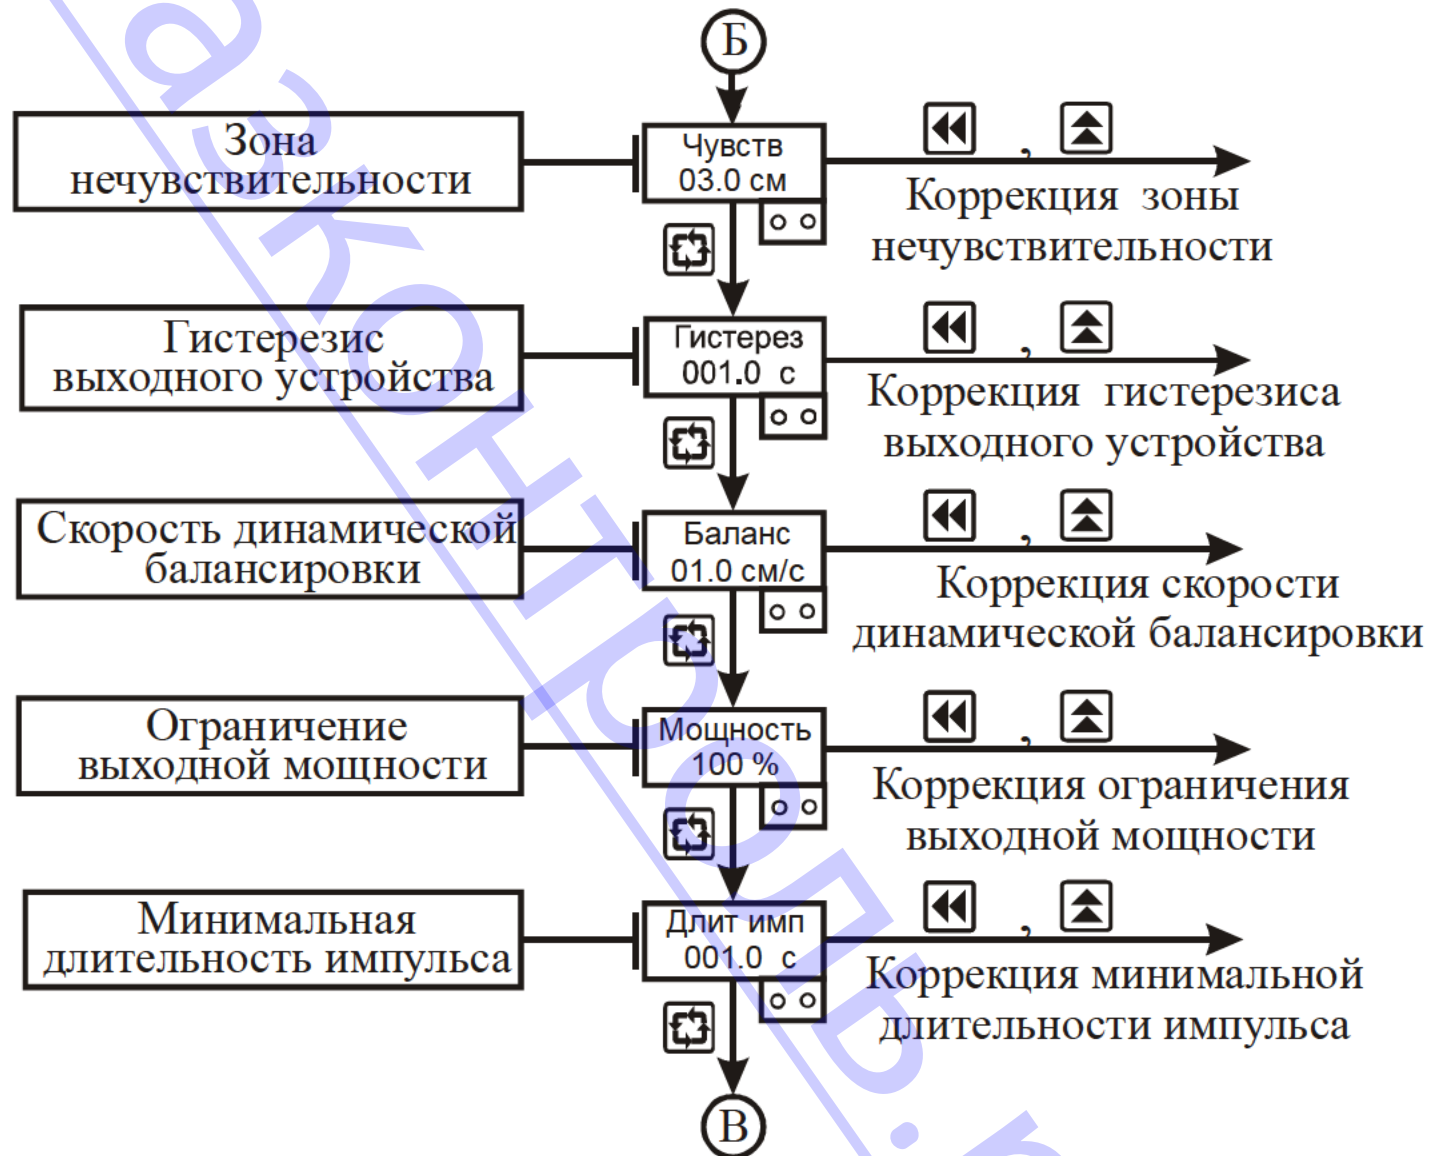 Б
Зона
нечувствительности
Чувств
03.0 см
,
Коррекция зоны
нечувствительности
Гистерезис
выходного устройства
Гистерез
001.0 с
,
Коррекция гистерезиса
выходного устройства
Скорость динамической
балансировки
Баланс
01.0 см/с
,
Коррекция скорости
динамической балансировки
Ограничение
выходной мощности
Мощность
100 %
,
Коррекция ограничения
выходной мощности
Минимальная
длительность импульса
Длит имп
001.0 с
,
Коррекция минимальной
длительности импульса
В
азконтроль.